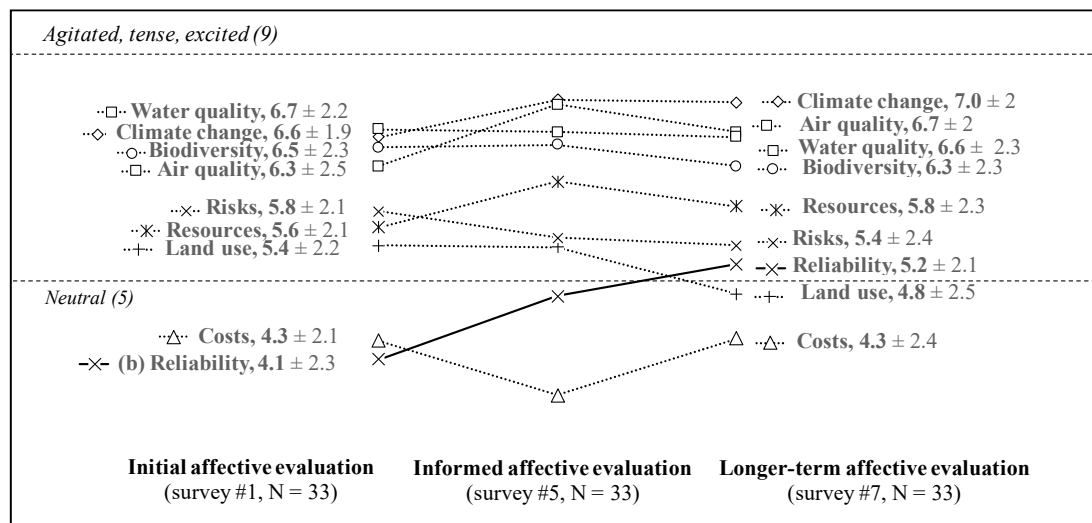 Agitated, tense, excited (9)
Water quality, 6.7 ± 2.2
Climate change, 6.6 ± 1.9
Biodiversity, 6.5 ± 2.3
Air quality, 6.3 ± 2.5
Risks, 5.8 ± 2.1
Resources, 5.6 ± 2.1
Land use, 5.4 ± 2.2
Climate change, 7.0 ± 2
Air quality, 6.7 ± 2
Water quality, 6.6 ± 2.3
Biodiversity, 6.3 ± 2.3
Resources, 5.8 ± 2.3
Risks, 5.4 ± 2.4
Reliability, 5.2 ± 2.1
Neutral (5)
Land use, 4.8 ± 2.5
Costs, 4.3 ± 2.1
(b) Reliability, 4.1 ± 2.3
Costs, 4.3 ± 2.4
Initial affective evaluation
(survey #1, N = 33)
Informed affective evaluation
(survey #5, N = 33)
Longer-term affective evaluation
(survey #7, N = 33)